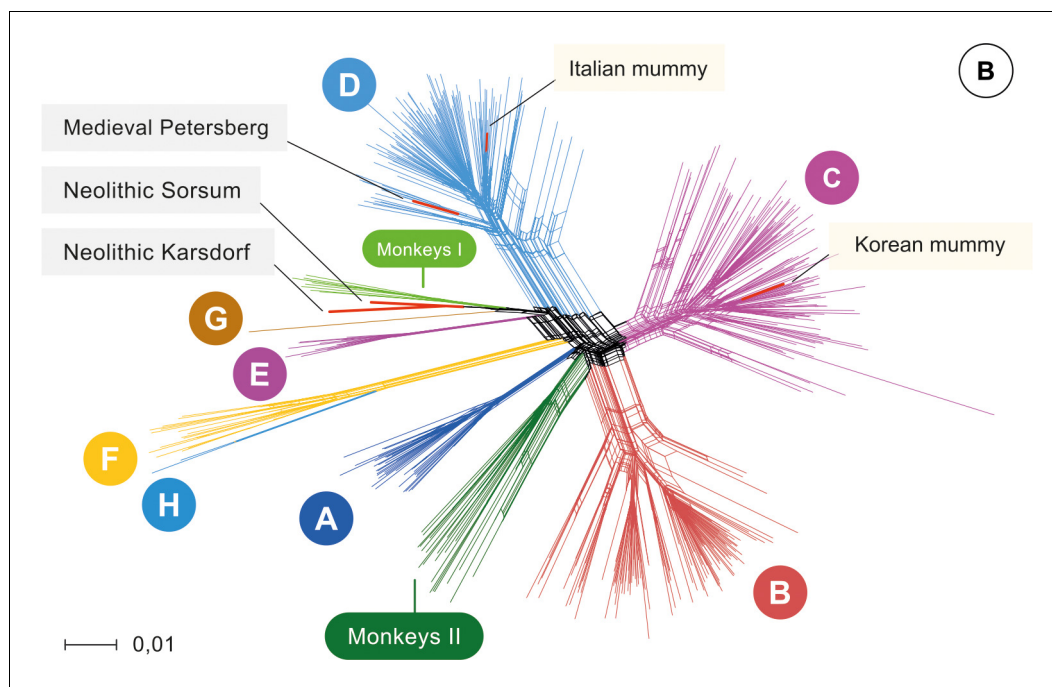 D
Italian mummy
B
Medieval Petersberg
C
Neolithic Sorsum
Monkeys I
Korean mummy
Neolithic Karsdorf
G
E
F
H
A
B
Monkeys II
0,01